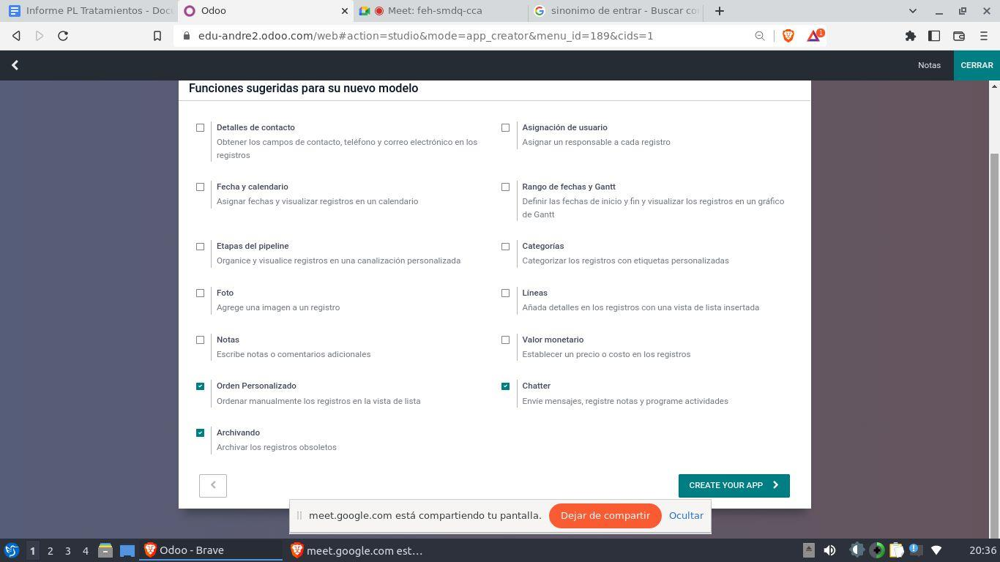 Informe PL Tratamientos - Docu
Odoo
Meet: feh-smdq-cca
sinonimo de entrar - Buscar co
edu-andre2.odoo.com/web#action=studio&mode=app_creator&menu_id=189&cids=1
1
Notas
CERRAR
Funciones sugeridas para su nuevo modelo
Detalles de contacto
Obtener los campos de contacto, teléfono y correo electrónico en los
registros
Asignación de usuario
Asignar un responsable a cada registro
Fecha y calendario
Asignar fechas y visualizar registros en un calendario
Rango de fechas y Gantt
Definir las fechas de inicio y fin y visualizar los registros en un gráfico
de Gantt
Etapas del pipeline
Organice y visualice registros en una canalización personalizada
Categorías
Categorizar los registros con etiquetas personalizadas
Foto
Agrege una imagen a un registro
Líneas
Añada detalles en los registros con una vista de lista insertada
Notas
Escribe notas o comentarios adicionales
Valor monetario
Establecer un precio o costo en los registros
Orden Personalizado
Ordenar manualmente los registros en la vista de lista
Chatter
Envíe mensajes, registre notas y programe actividades
Archivando
Archivar los registros obsoletos
CREATE YOUR APP
meet.google.com está compartiendo tu pantalla.
Dejar de compartir
Ocultar
1 2 3 4
Odoo - Brave
meet.google.com est...
20:36